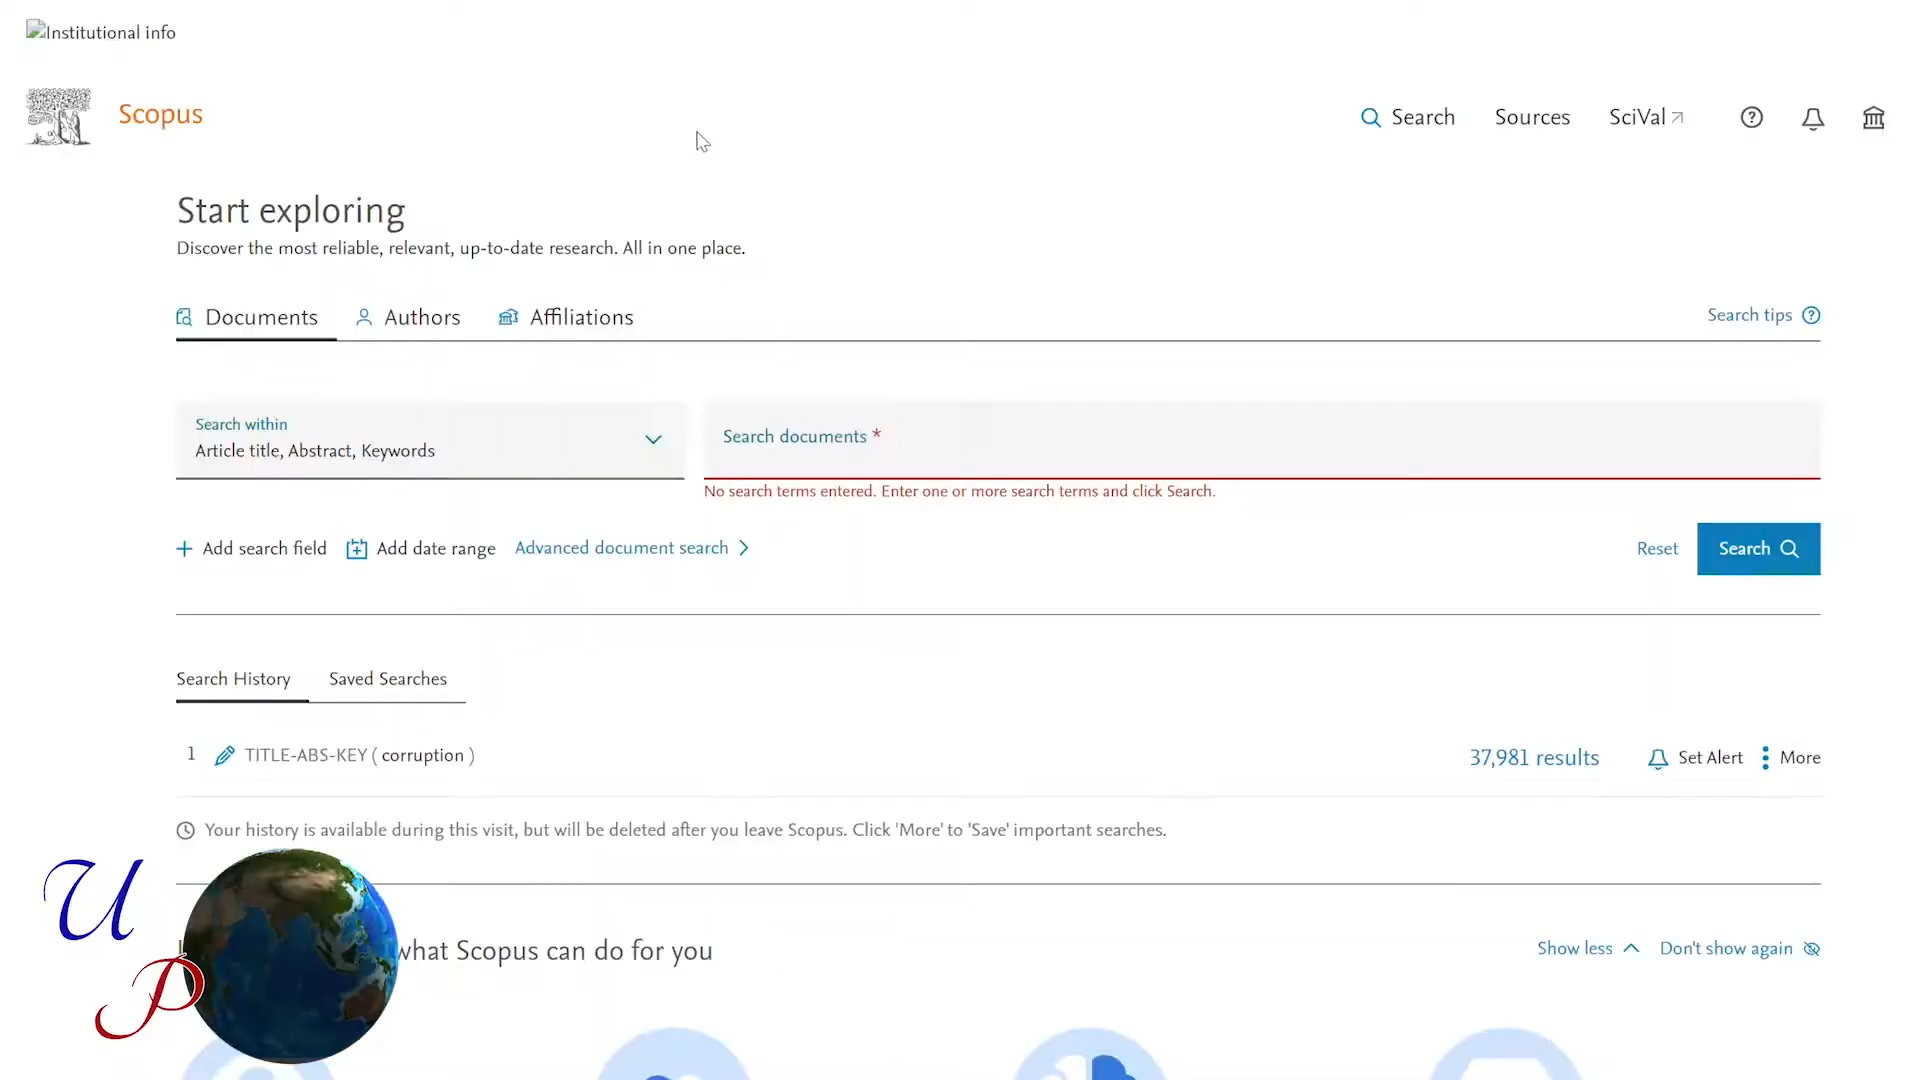 Institutional info
Scopus
Search
Sources
SciVal
Start exploring
Discover the most reliable, relevant, up-to-date research. All in one place.
Documents
Authors
Affiliations
Search tips
Search within
Article title, Abstract, Keywords
Search documents *
No search terms entered. Enter one or more search terms and click Search.
Add search field
Add date range
Advanced document search
Reset
Search
Search History
Saved Searches
1 TITLE-ABS-KEY ( corruption )
37,981 results
Set Alert
More
Your history is available during this visit, but will be deleted after you leave Scopus. Click 'More' to 'Save' important searches.
what Scopus can do for you
Show less
Don't show again
U
P